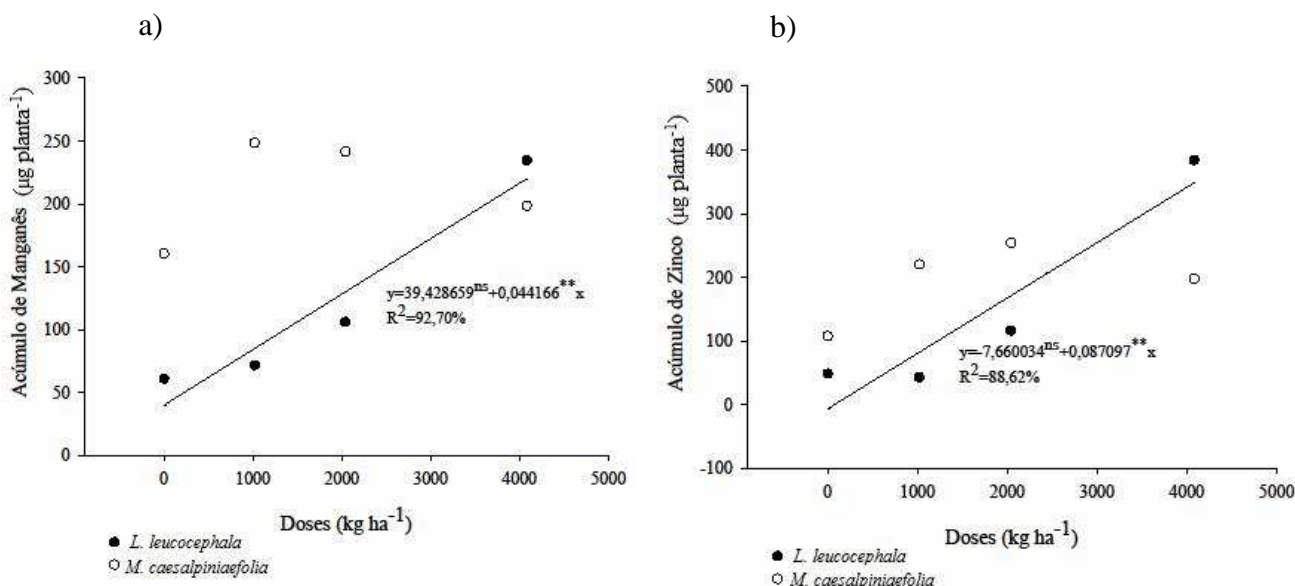 a)
300
250
200
150
100
50
0
Acúmulo de Manganês (µg planta⁻¹)
y=39,428659ⁿˢ+0,044166**x
R²=92,70%
0 1000 2000 3000 4000 5000
Doses (kg ha⁻¹)
● L. leucocephala
○ M. caesalpiniaefolia
b)
500
400
300
200
100
0
-100
Acúmulo de Zinco (µg planta⁻¹)
y=-7,660034ⁿˢ+0,087097**x
R²=88,62%
0 1000 2000 3000 4000 5000
Doses (kg ha⁻¹)
● L. leucocephala
○ M. caesalpiniaefolia